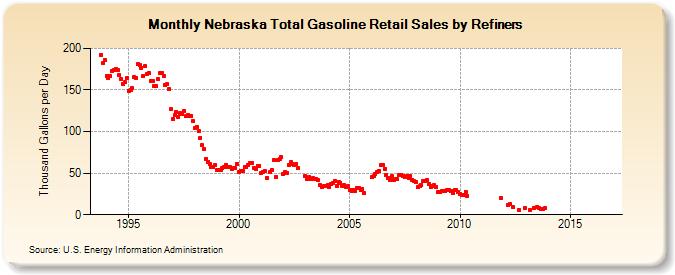 Monthly Nebraska Total Gasoline Retail Sales by Refiners
Thousand Gallons per Day
200
150
100
50
0
1995 2000 2005 2010 2015
Source: U.S. Energy Information Administration